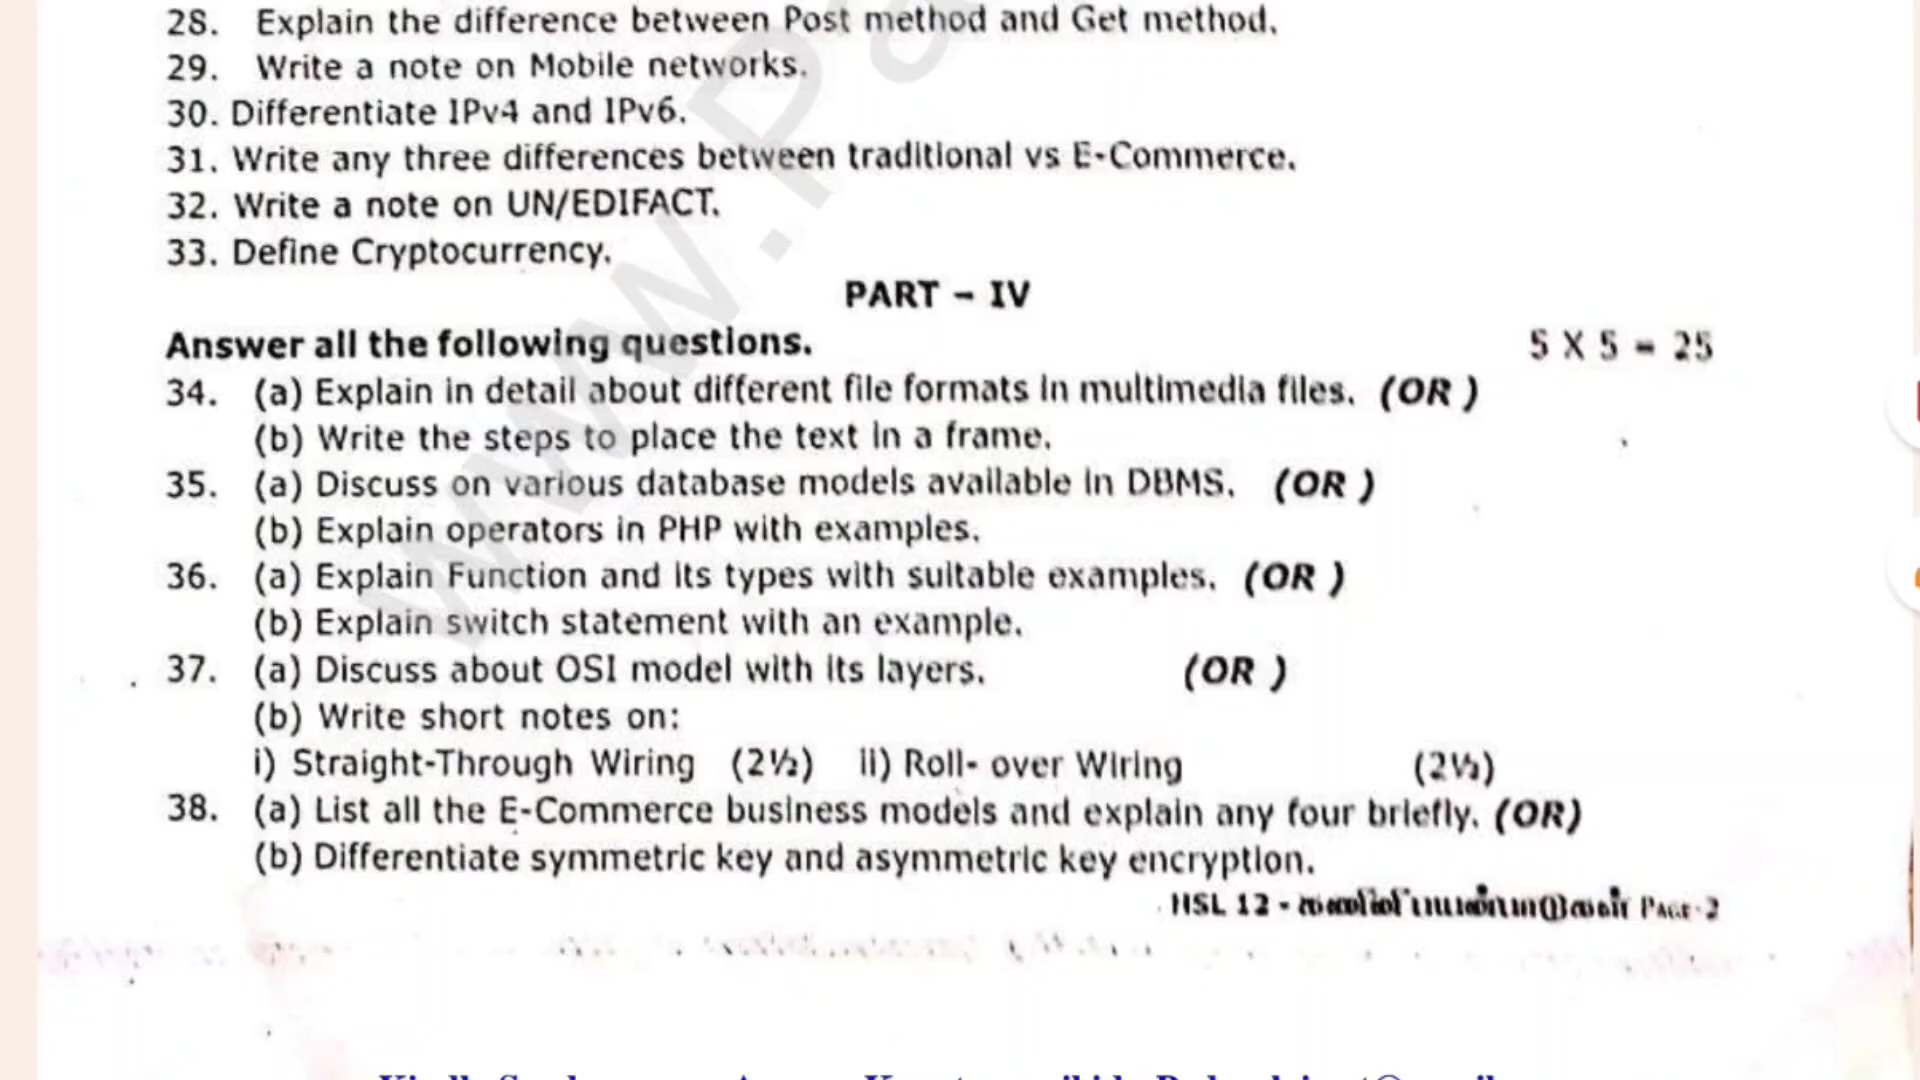 28. Explain the difference between Post method and Get method.
29. Write a note on Mobile networks.
30. Differentiate IPv4 and IPv6.
31. Write any three differences between traditional vs E-Commerce.
32. Write a note on UN/EDIFACT.
33. Define Cryptocurrency.
PART – IV
Answer all the following questions. 5 X 5 = 25
34. (a) Explain in detail about different file formats in multimedia files. (OR )
(b) Write the steps to place the text in a frame.
35. (a) Discuss on various database models available in DBMS. (OR )
(b) Explain operators in PHP with examples.
36. (a) Explain Function and its types with suitable examples. (OR )
(b) Explain switch statement with an example.
37. (a) Discuss about OSI model with its layers. (OR )
(b) Write short notes on:
i) Straight-Through Wiring (2½) ii) Roll- over Wiring (2½)
38. (a) List all the E-Commerce business models and explain any four briefly. (OR)
(b) Differentiate symmetric key and asymmetric key encryption.
HSL 12 - PAGE-2
www.Pa